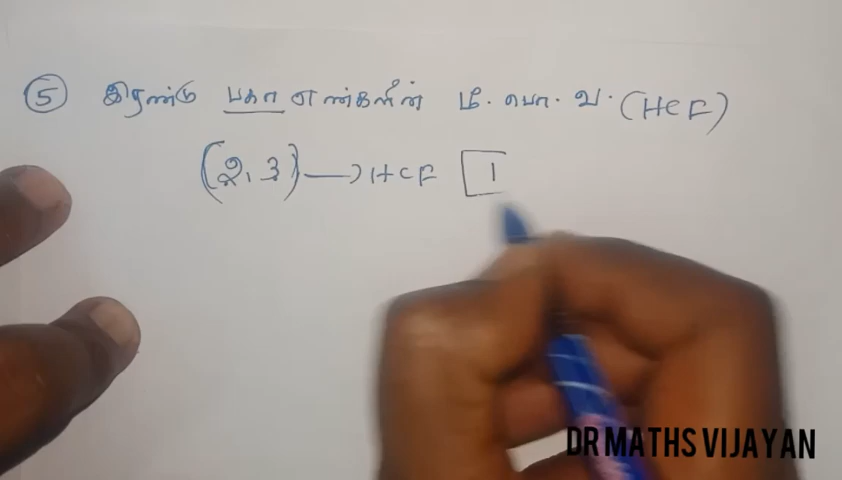 5 இரண்டு பகா எண்களின் மீ. பொ. வ. (HCF)
(2, 3) → HCF 1
DR MATHS VIJAYAN